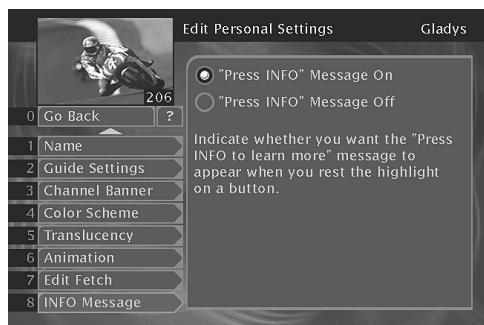 Edit Personal Settings Gladys
206
0 Go Back ?
1 Name
2 Guide Settings
3 Channel Banner
4 Color Scheme
5 Translucency
6 Animation
7 Edit Fetch
8 INFO Message
"Press INFO" Message On
"Press INFO" Message Off
Indicate whether you want the "Press
INFO to learn more" message to
appear when you rest the highlight
on a button.